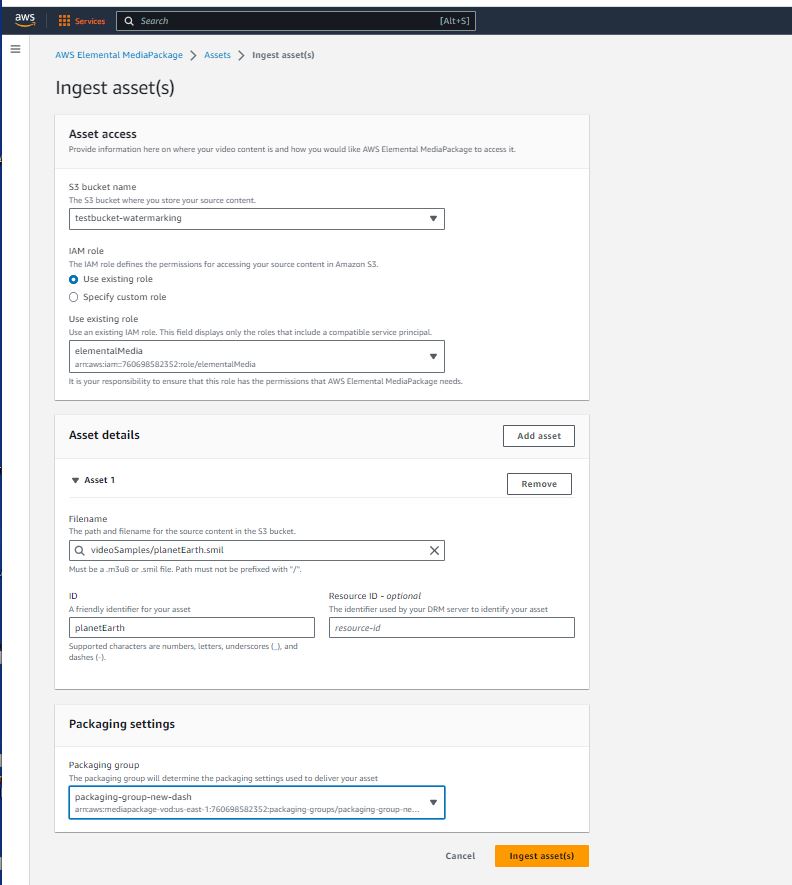 aws
Services
Search
[Alt+S]
AWS Elemental MediaPackage > Assets > Ingest asset(s)
Ingest asset(s)
Asset access
Provide information here on where your video content is and how you would like AWS Elemental MediaPackage to access it.
S3 bucket name
The S3 bucket where you store your source content.
testbucket-watermarking
IAM role
The IAM role defines the permissions for accessing your source content in Amazon S3.
Use existing role
Specify custom role
Use existing role
Use an existing IAM role. This field displays only the roles that include a compatible service principal.
elementalMedia
arn:aws:iam::760698582352:role/elementalMedia
It is your responsibility to ensure that this role has the permissions that AWS Elemental MediaPackage needs.
Asset details
Add asset
Asset 1
Remove
Filename
The path and filename for the source content in the S3 bucket.
videoSamples/planetEarth.smil
Must be a .m3u8 or .smil file. Path must not be prefixed with "/".
ID
A friendly identifier for your asset
planetEarth
Supported characters are numbers, letters, underscores (_), and
dashes (-).
Resource ID - optional
The identifier used by your DRM server to identify your asset
resource-id
Packaging settings
Packaging group
The packaging group will determine the packaging settings used to deliver your asset
packaging-group-new-dash
arn:aws:mediapackage-vod:us-east-1:760698582352:packaging-groups/packaging-group-ne...
Cancel
Ingest asset(s)